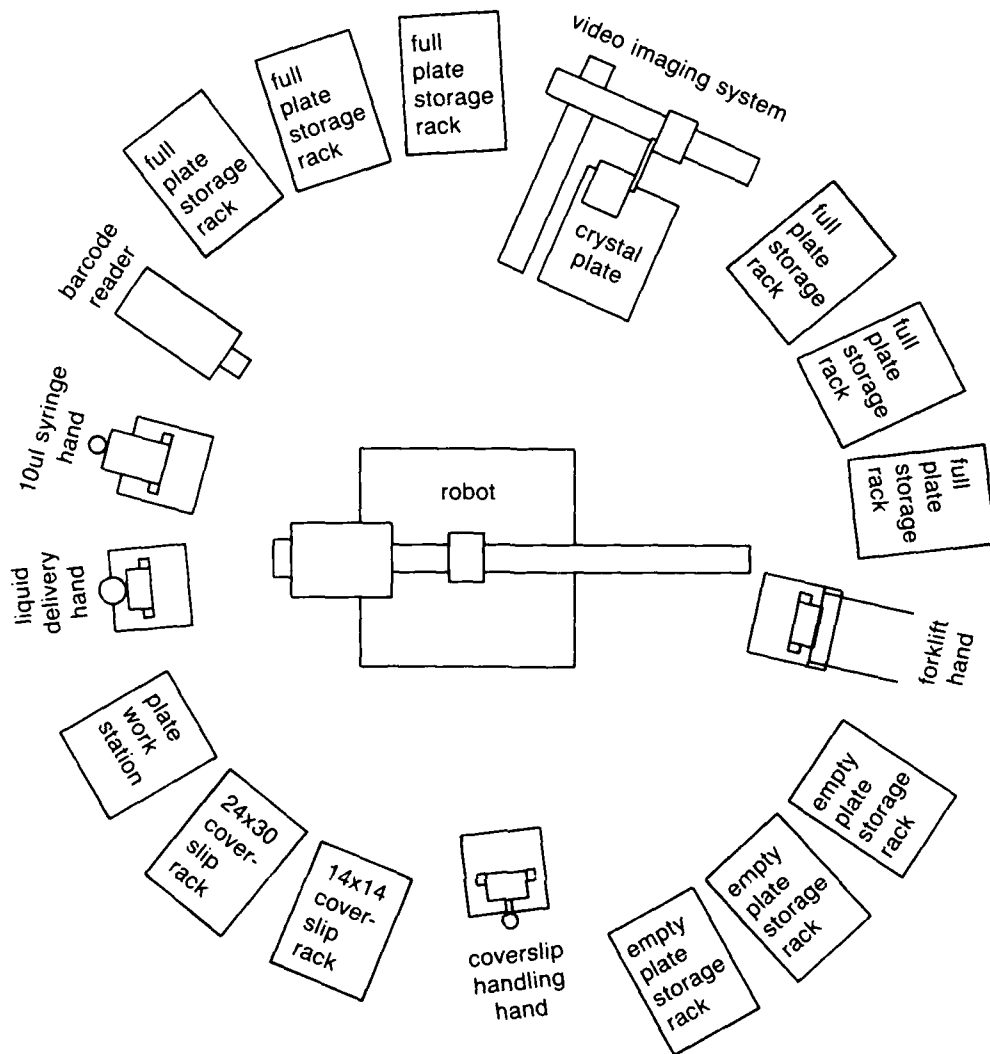 full
plate
storage
rack
full
plate
storage
rack
full
plate
storage
rack
video imaging system
crystal
plate
full
plate
storage
rack
full
plate
storage
rack
full
plate
storage
rack
barcode
reader
10ul syringe
hand
liquid
delivery
hand
robot
forklift
hand
plate
work
station
24x30
cover-
slip
rack
14x14
cover-
slip
rack
coverslip
handling
hand
empty
plate
storage
rack
empty
plate
storage
rack
empty
plate
storage
rack